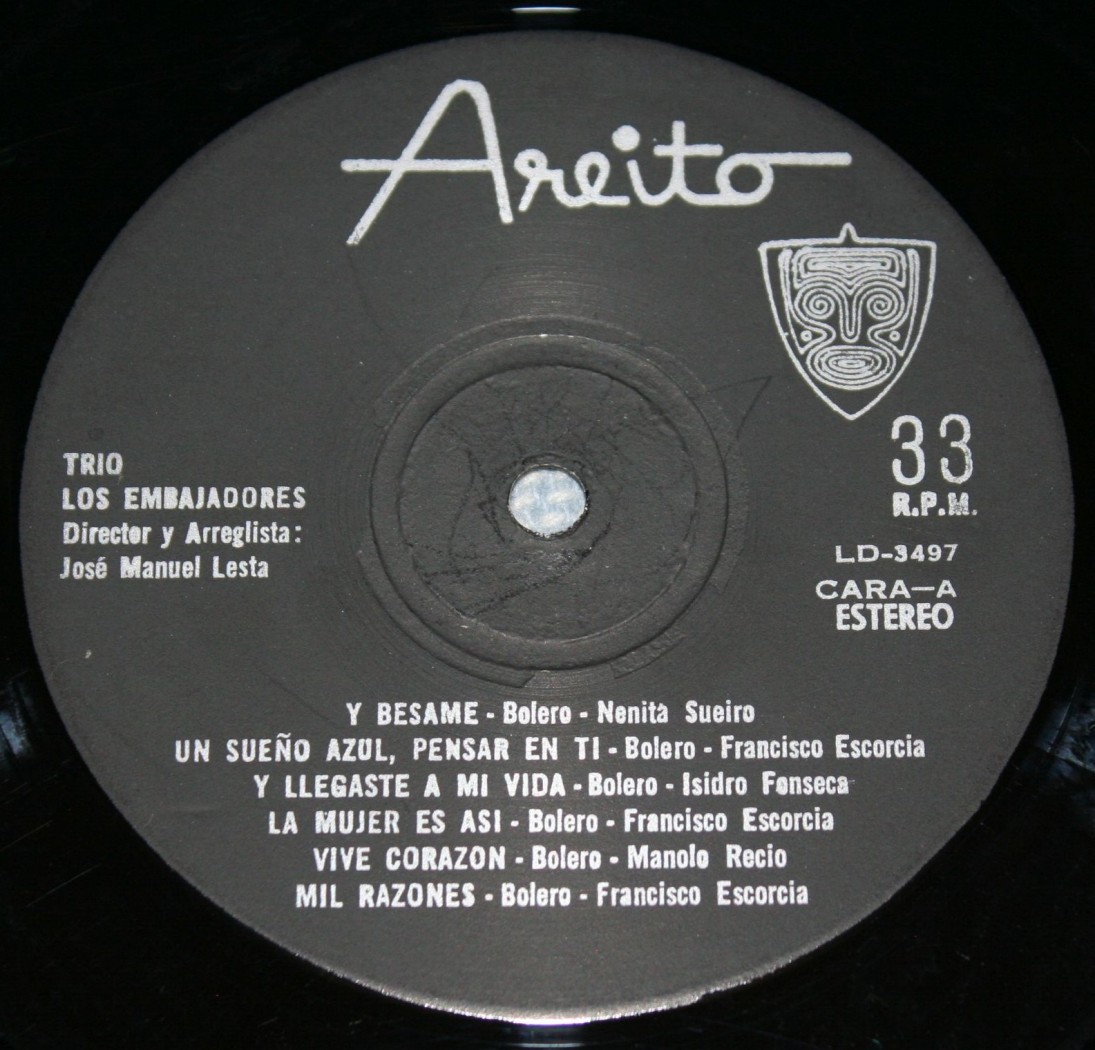 Areito
33
R.P.M.
LD-3497
CARA-A
ESTEREO
TRIO
LOS EMBAJADORES
Director y Arreglista:
José Manuel Lesta
Y BESAME - Bolero - Nenita Sueiro
UN SUEÑO AZUL, PENSAR EN TI - Bolero - Francisco Escorcia
Y LLEGASTE A MI VIDA - Bolero - Isidro Fonseca
LA MUJER ES ASI - Bolero - Francisco Escorcia
VIVE CORAZON - Bolero - Manolo Recio
MIL RAZONES - Bolero - Francisco Escorcia